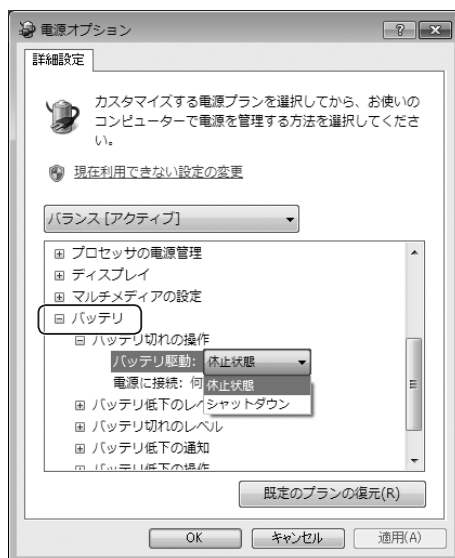 電源オプション
詳細設定
カスタマイズする電源プランを選択してから、お使いの
コンピューターで電源を管理する方法を選択してくださ
い。
現在利用できない設定の変更
バランス [アクティブ]
プロセッサの電源管理
ディスプレイ
マルチメディアの設定
バッテリ
バッテリ切れの操作
バッテリ駆動: 休止状態
電源に接続: 何 休止状態
バッテリ低下のレベ シャットダウン
バッテリ切れのレベル
バッテリ低下の通知
バッテリ低下の操作
既定のプランの復元(R)
OK キャンセル 適用(A)